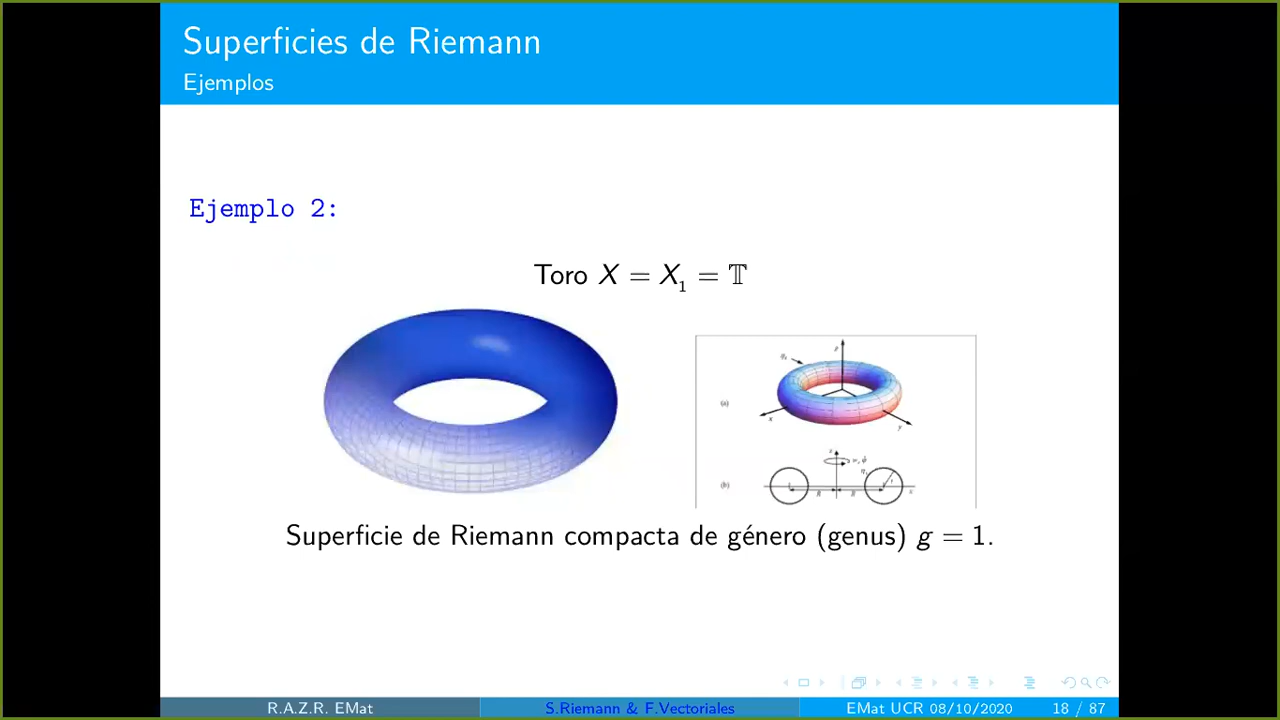 Superficies de Riemann
Ejemplos
Ejemplo 2:
Toro X = X₁ = 𝕋
(a)
x
y
(b)
R
Superficie de Riemann compacta de género (genus) g = 1.
R.A.Z.R. EMat
S.Riemann & F.Vectoriales
EMat UCR 08/10/2020
18 / 87